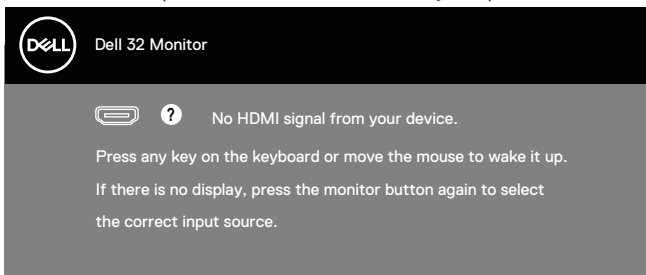 DELL
Dell 32 Monitor
? No HDMI signal from your device.
Press any key on the keyboard or move the mouse to wake it up.
If there is no display, press the monitor button again to select
the correct input source.